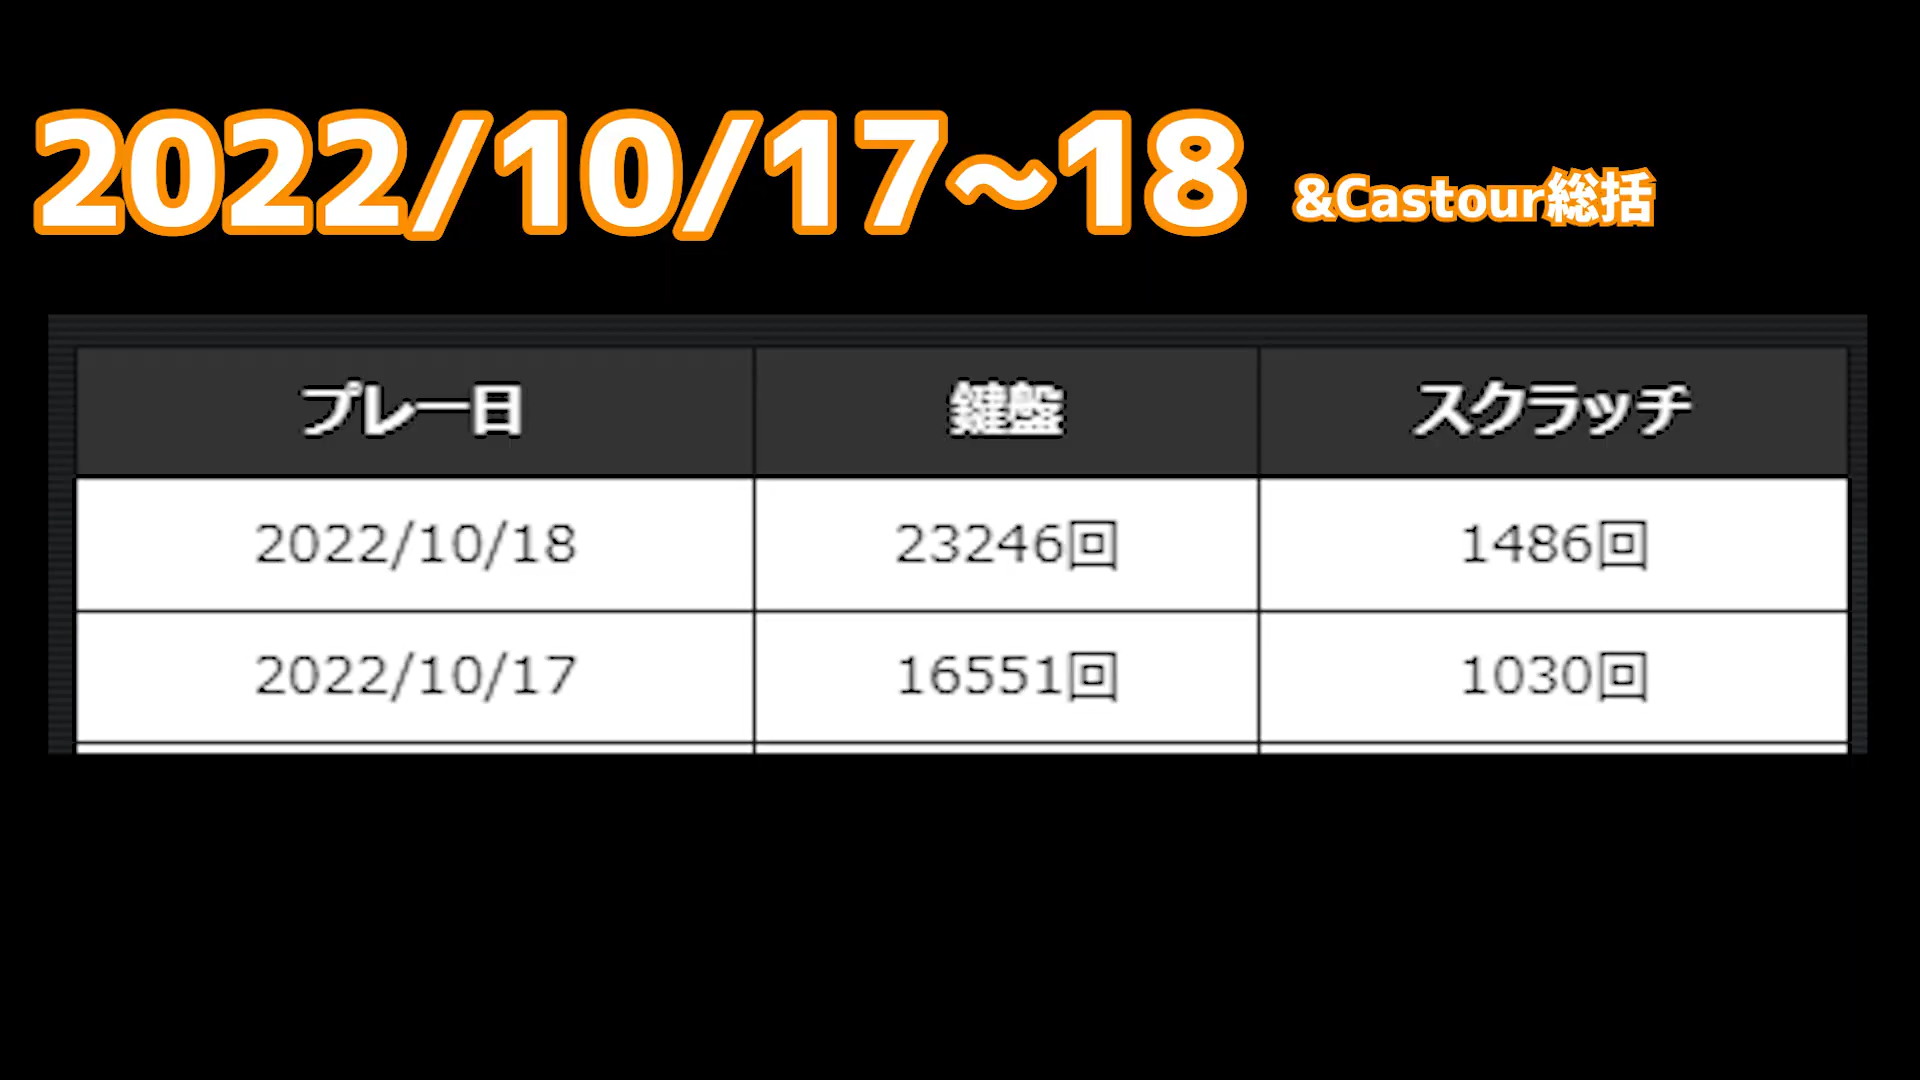 2022/10/17~18 &Castour総括
プレー日 鍵盤 スクラッチ
2022/10/18 23246回 1486回
2022/10/17 16551回 1030回